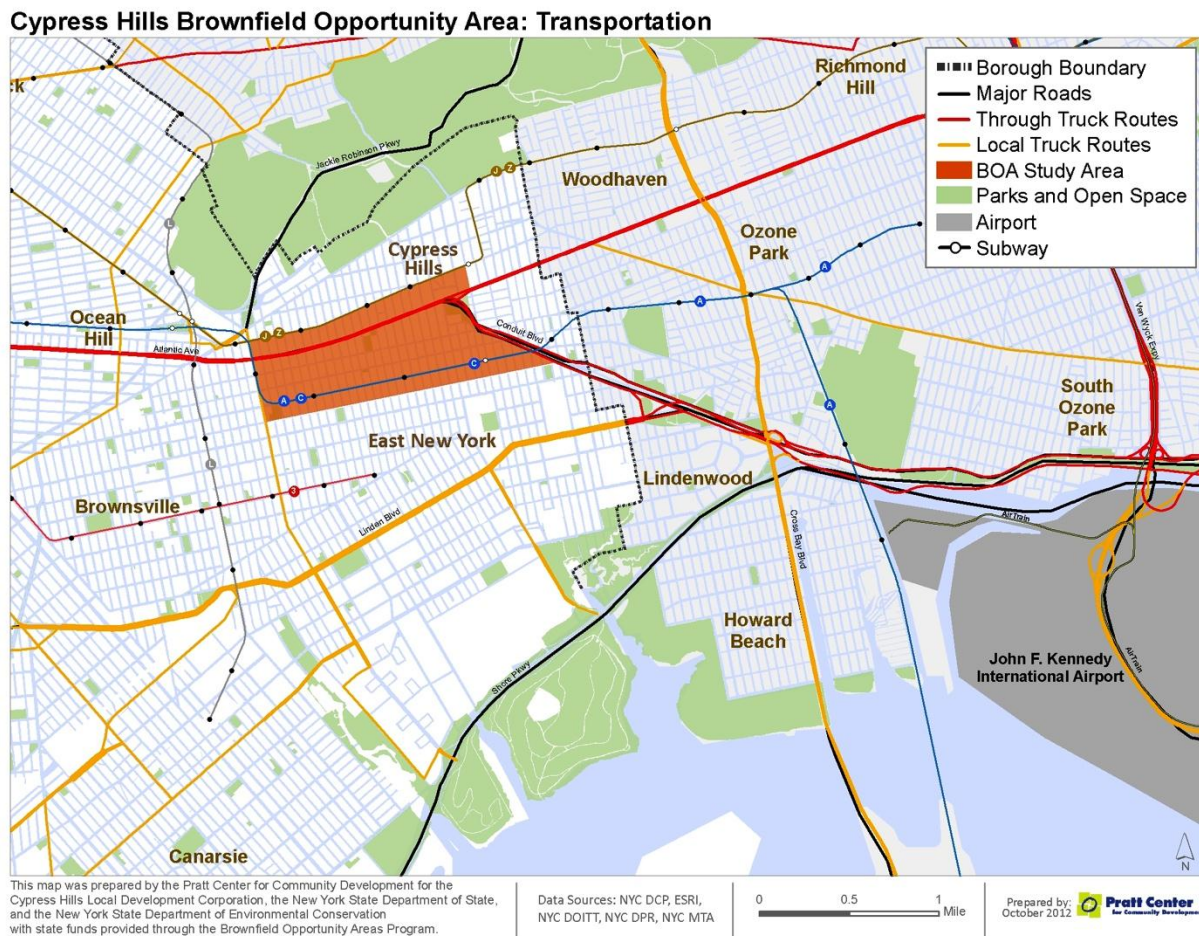 Cypress Hills Brownfield Opportunity Area: Transportation
Borough Boundary
Major Roads
Through Truck Routes
Local Truck Routes
BOA Study Area
Parks and Open Space
Airport
Subway
Richmond
Hill
ck
Jackie Robinson Pkwy
J
Z
Woodhaven
L
Cypress
Hills
Ozone
Park
A
Van Wyck Expy
Ocean
Hill
A
Conduit Blvd
J
Z
Atlantic Ave
C
A
C
A
South
Ozone
Park
East New York
L
Lindenwood
J
Brownsville
Linden Blvd
Cross Bay Blvd
AirTrain
Howard
Beach
John F. Kennedy
International Airport
AirTrain
Shore Pkwy
Canarsie
N
This map was prepared by the Pratt Center for Community Development for the
Cypress Hills Local Development Corporation, the New York State Department of State,
and the New York State Department of Environmental Conservation
with state funds provided through the Brownfield Opportunity Areas Program.
Data Sources: NYC DCP, ESRI,
NYC DOITT, NYC DPR, NYC MTA
0 0.5 1
Mile
Prepared by:
October 2012
Pratt Center
for Community Development